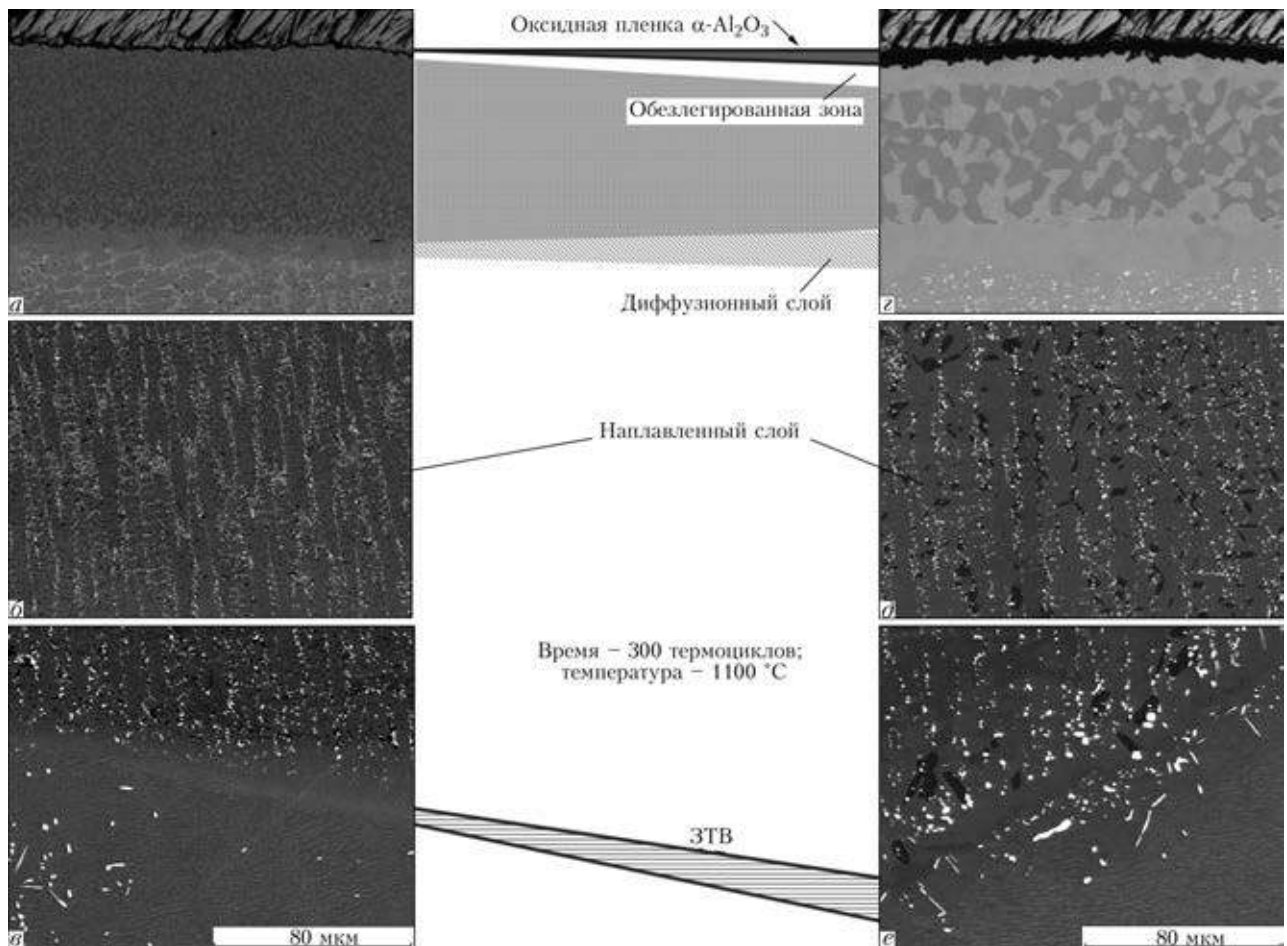 Оксидная пленка α-Al₂O₃
Обезлегированная зона
Диффузионный слой
а
г
Наплавленный слой
б
д
Время – 300 термоциклов;
температура – 1100 °C
ЗТВ
в
80 мкм
е
80 мкм